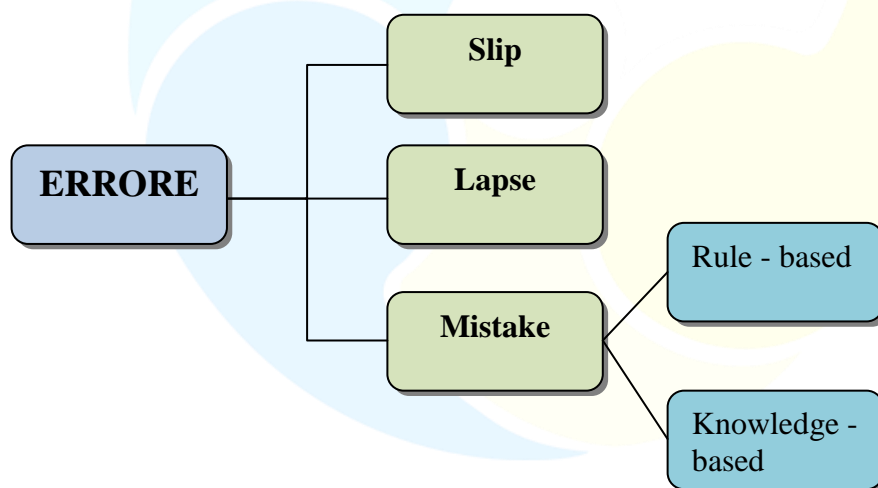 Slip
ERRORE
Lapse
Rule - based
Mistake
Knowledge -
based